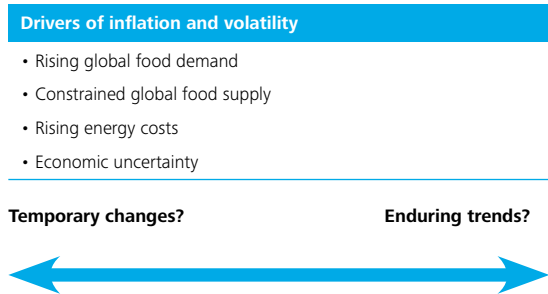 Drivers of inflation and volatility
• Rising global food demand
• Constrained global food supply
• Rising energy costs
• Economic uncertainty
Temporary changes? Enduring trends?